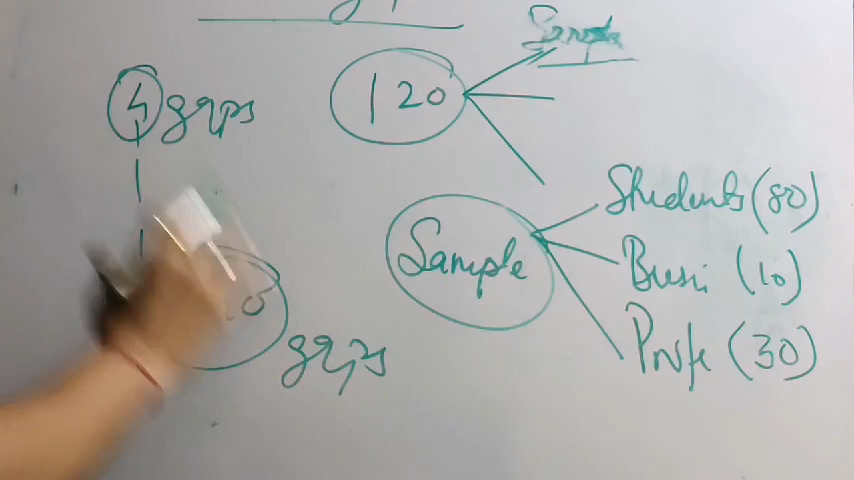 4 grps
120
Sample
Sample
Students (80)
Busi (10)
Profe (30)
grps